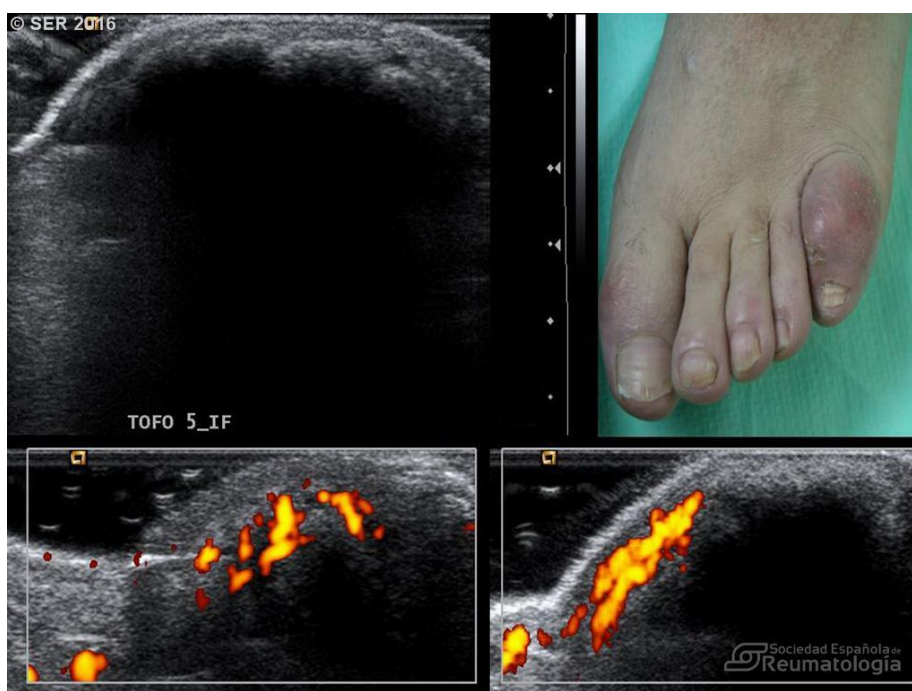 © SER 2016
TOFO 5_IF
Sociedad Española de
Reumatología